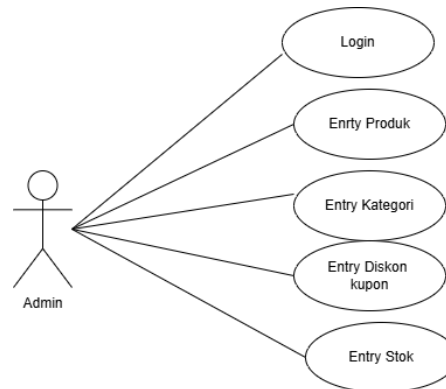 Login
Enrty Produk
Entry Kategori
Entry Diskon
kupon
Entry Stok
Admin